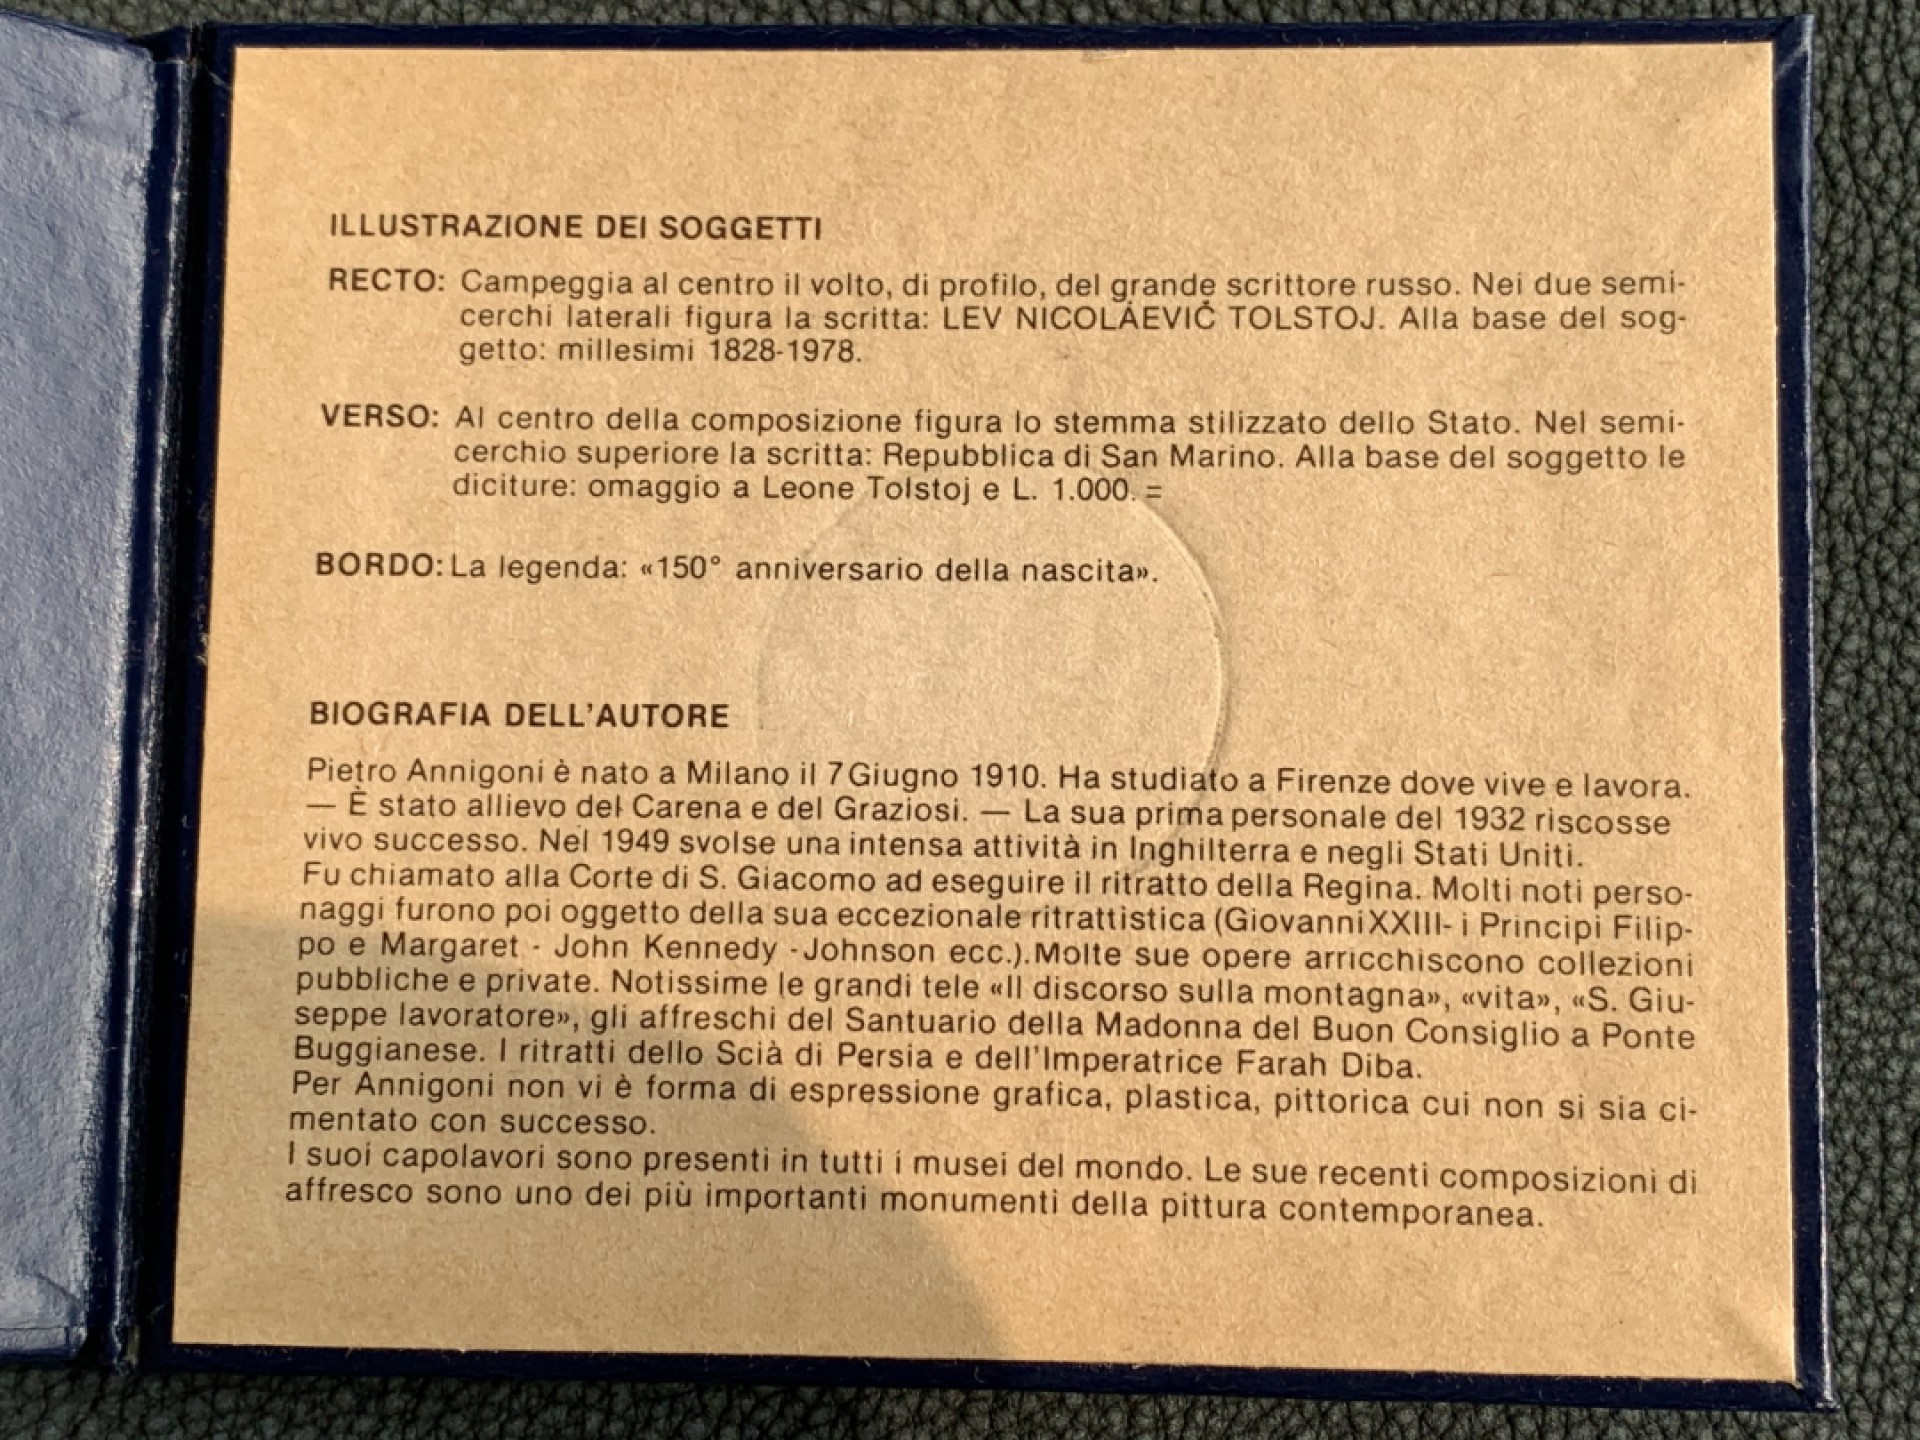 ILLUSTRAZIONE DEI SOGGETTI
RECTO: Campeggia al centro il volto, di profilo, del grande scrittore russo. Nei due semi-
cerchi laterali figura la scritta: LEV NICOLÁEVIČ TOLSTOJ. Alla base del sog-
getto: millesimi 1828-1978.
VERSO: Al centro della composizione figura lo stemma stilizzato dello Stato. Nel semi-
cerchio superiore la scritta: Repubblica di San Marino. Alla base del soggetto le
diciture: omaggio a Leone Tolstoj e L. 1.000. =
BORDO: La legenda: «150° anniversario della nascita».
BIOGRAFIA DELL'AUTORE
Pietro Annigoni è nato a Milano il 7 Giugno 1910. Ha studiato a Firenze dove vive e lavora.
— È stato allievo del Carena e del Graziosi. — La sua prima personale del 1932 riscosse
vivo successo. Nel 1949 svolse una intensa attività in Inghilterra e negli Stati Uniti.
Fu chiamato alla Corte di S. Giacomo ad eseguire il ritratto della Regina. Molti noti perso-
naggi furono poi oggetto della sua eccezionale ritrattistica (Giovanni XXIII- i Principi Filip-
po e Margaret - John Kennedy -Johnson ecc.).Molte sue opere arricchiscono collezioni
pubbliche e private. Notissime le grandi tele «Il discorso sulla montagna», «vita», «S. Giu-
seppe lavoratore», gli affreschi del Santuario della Madonna del Buon Consiglio a Ponte
Buggianese. I ritratti dello Scià di Persia e dell'Imperatrice Farah Diba.
Per Annigoni non vi è forma di espressione grafica, plastica, pittorica cui non si sia ci-
mentato con successo.
I suoi capolavori sono presenti in tutti i musei del mondo. Le sue recenti composizioni di
affresco sono uno dei più importanti monumenti della pittura contemporanea.